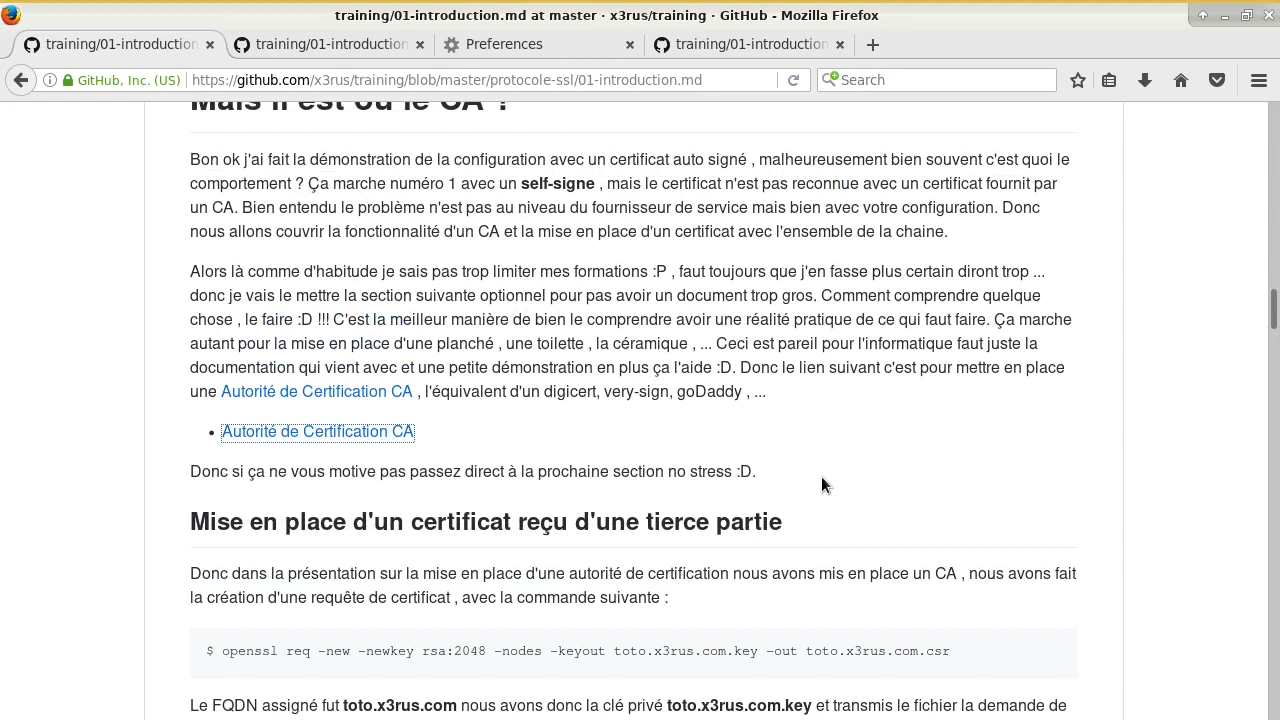 training/01-introduction.md at master · x3rus/training · GitHub - Mozilla Firefox
training/01-introduction × training/01-introduction × Preferences × training/01-introduction × +
GitHub, Inc. (US) https://github.com/x3rus/training/blob/master/protocole-ssl/01-introduction.md Search
Mais il est où le CA ?
Bon ok j'ai fait la démonstration de la configuration avec un certificat auto signé , malheureusement bien souvent c'est quoi le
comportement ? Ça marche numéro 1 avec un self-signe , mais le certificat n'est pas reconnue avec un certificat fournit par
un CA. Bien entendu le problème n'est pas au niveau du fournisseur de service mais bien avec votre configuration. Donc
nous allons couvrir la fonctionnalité d'un CA et la mise en place d'un certificat avec l'ensemble de la chaine.
Alors là comme d'habitude je sais pas trop limiter mes formations :P , faut toujours que j'en fasse plus certain diront trop ...
donc je vais le mettre la section suivante optionnel pour pas avoir un document trop gros. Comment comprendre quelque
chose , le faire :D !!! C'est la meilleur manière de bien le comprendre avoir une réalité pratique de ce qui faut faire. Ça marche
autant pour la mise en place d'une planché , une toilette , la céramique , ... Ceci est pareil pour l'informatique faut juste la
documentation qui vient avec et une petite démonstration en plus ça l'aide :D. Donc le lien suivant c'est pour mettre en place
une Autorité de Certification CA , l'équivalent d'un digicert, very-sign, goDaddy , ...
• Autorité de Certification CA
Donc si ça ne vous motive pas passez direct à la prochaine section no stress :D.
Mise en place d'un certificat reçu d'une tierce partie
Donc dans la présentation sur la mise en place d'une autorité de certification nous avons mis en place un CA , nous avons fait
la création d'une requête de certificat , avec la commande suivante :
$ openssl req -new -newkey rsa:2048 -nodes -keyout toto.x3rus.com.key -out toto.x3rus.com.csr
Le FQDN assigné fut toto.x3rus.com nous avons donc la clé privé toto.x3rus.com.key et transmis le fichier la demande de